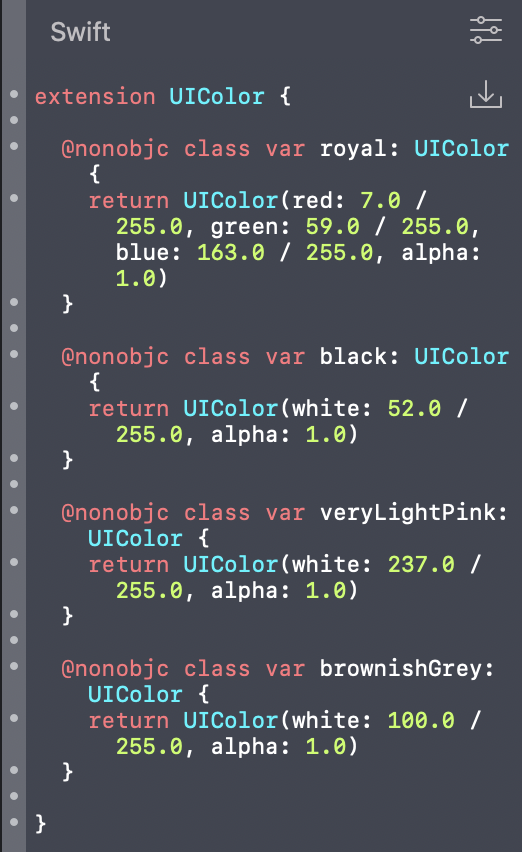 Swift
extension UIColor {
@nonobjc class var royal: UIColor
{
return UIColor(red: 7.0 /
255.0, green: 59.0 / 255.0,
blue: 163.0 / 255.0, alpha:
1.0)
}
@nonobjc class var black: UIColor
{
return UIColor(white: 52.0 /
255.0, alpha: 1.0)
}
@nonobjc class var veryLightPink:
UIColor {
return UIColor(white: 237.0 /
255.0, alpha: 1.0)
}
@nonobjc class var brownishGrey:
UIColor {
return UIColor(white: 100.0 /
255.0, alpha: 1.0)
}
}